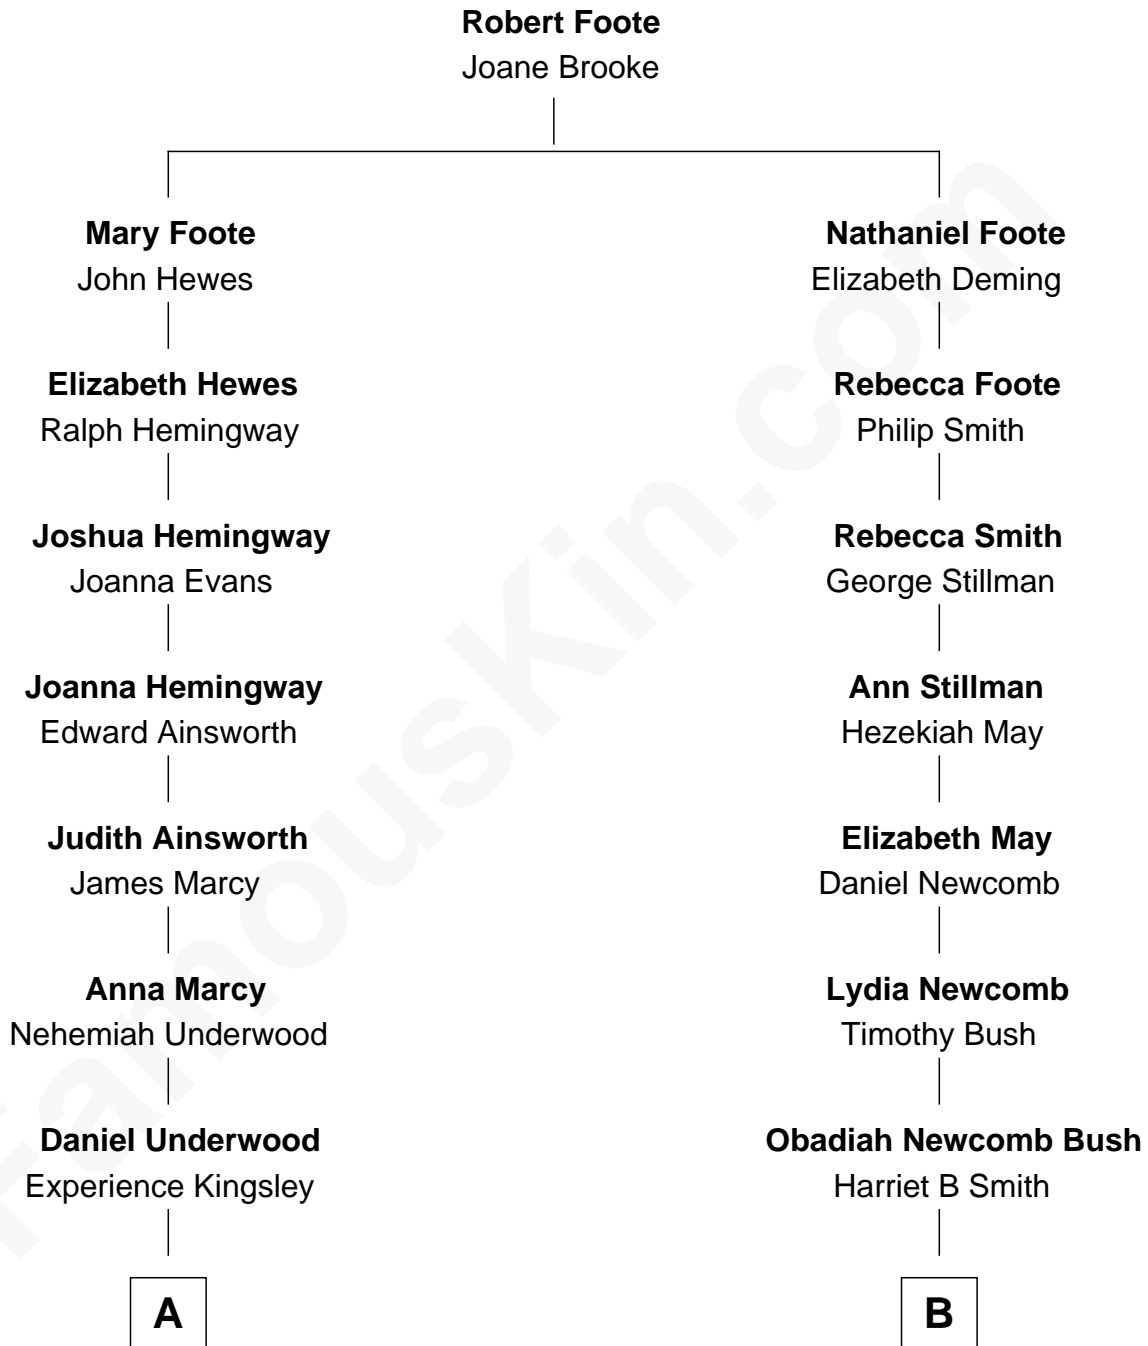 Robert Foote
Joane Brooke
Mary Foote
John Hewes
Elizabeth Hewes
Ralph Hemingway
Joshua Hemingway
Joanna Evans
Joanna Hemingway
Edward Ainsworth
Judith Ainsworth
James Marcy
Anna Marcy
Nehemiah Underwood
Daniel Underwood
Experience Kingsley
A
Nathaniel Foote
Elizabeth Deming
Rebecca Foote
Philip Smith
Rebecca Smith
George Stillman
Ann Stillman
Hezekiah May
Elizabeth May
Daniel Newcomb
Lydia Newcomb
Timothy Bush
Obadiah Newcomb Bush
Harriet B Smith
B
FamousKin.com